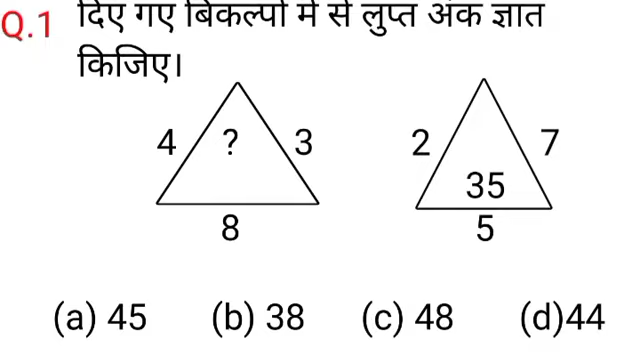 Q.1 दिए गए बिकल्पो में से लुप्त अंक ज्ञात
किजिए।
4 ? 3 2 7
35
8 5
(a) 45 (b) 38 (c) 48 (d)44